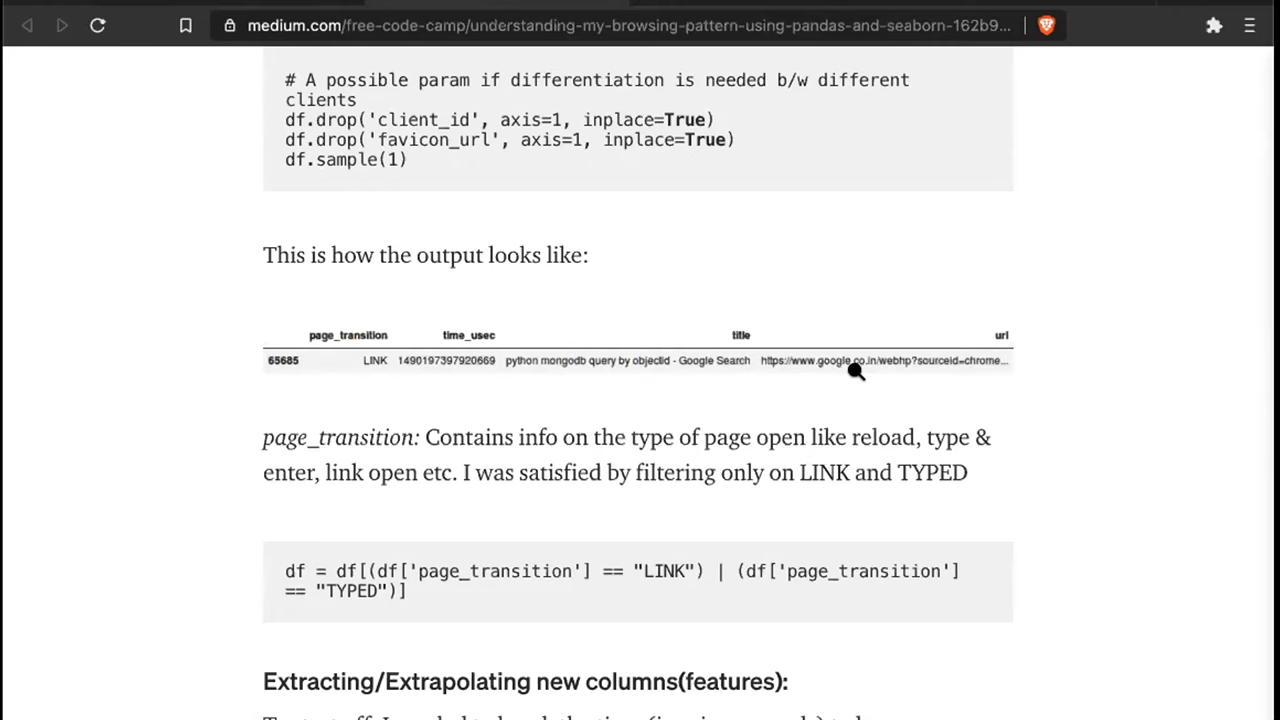 medium.com/free-code-camp/understanding-my-browsing-pattern-using-pandas-and-seaborn-162b9...
# A possible param if differentiation is needed b/w different
clients
df.drop('client_id', axis=1, inplace=True)
df.drop('favicon_url', axis=1, inplace=True)
df.sample(1)
This is how the output looks like:
page_transition time_usec title url
65685 LINK 1490197397920669 python mongodb query by objectid - Google Search https://www.google.co.in/webhp?sourceid=chrome...
page_transition: Contains info on the type of page open like reload, type &
enter, link open etc. I was satisfied by filtering only on LINK and TYPED
df = df[(df['page_transition'] == "LINK") | (df['page_transition']
== "TYPED")]
Extracting/Extrapolating new columns(features):